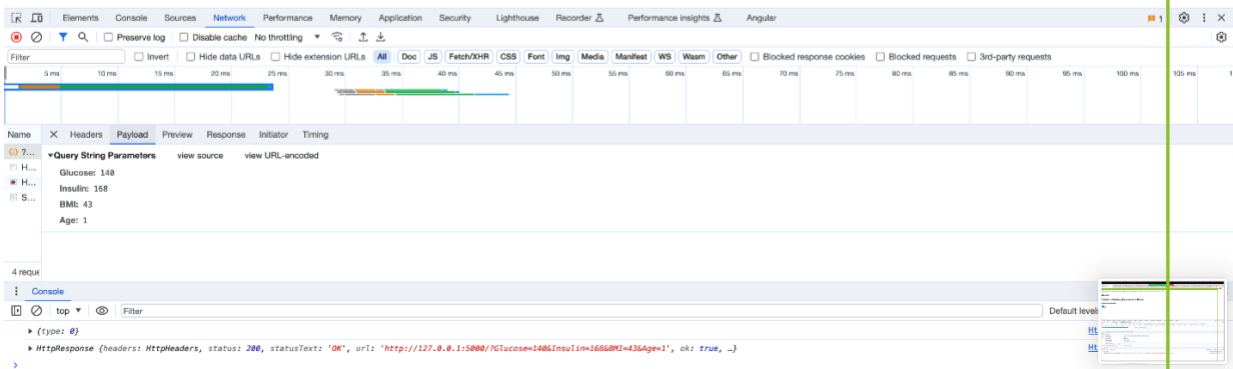 Elements Console Sources Network Performance Memory Application Security Lighthouse Recorder Performance insights Angular 1
Preserve log Disable cache No throttling
Filter Invert Hide data URLs Hide extension URLs All Doc JS Fetch/XHR CSS Font Img Media Manifest WS Wasm Other Blocked response cookies Blocked requests 3rd-party requests
5 ms 10 ms 15 ms 20 ms 25 ms 30 ms 35 ms 40 ms 45 ms 50 ms 55 ms 60 ms 65 ms 70 ms 75 ms 80 ms 85 ms 90 ms 95 ms 100 ms 105 ms 1
Name Headers Payload Preview Response Initiator Timing
?...
H...
H...
S...
Query String Parameters view source view URL-encoded
Glucose: 140
Insulin: 168
BMI: 43
Age: 1
4 reque
Console
top Filter Default levels
{type: 0} Ht
HttpResponse {headers: HttpHeaders, status: 200, statusText: 'OK', url: 'http://127.0.0.1:5000/?Glucose=140&Insulin=168&BMI=43&Age=1', ok: true, …} Ht